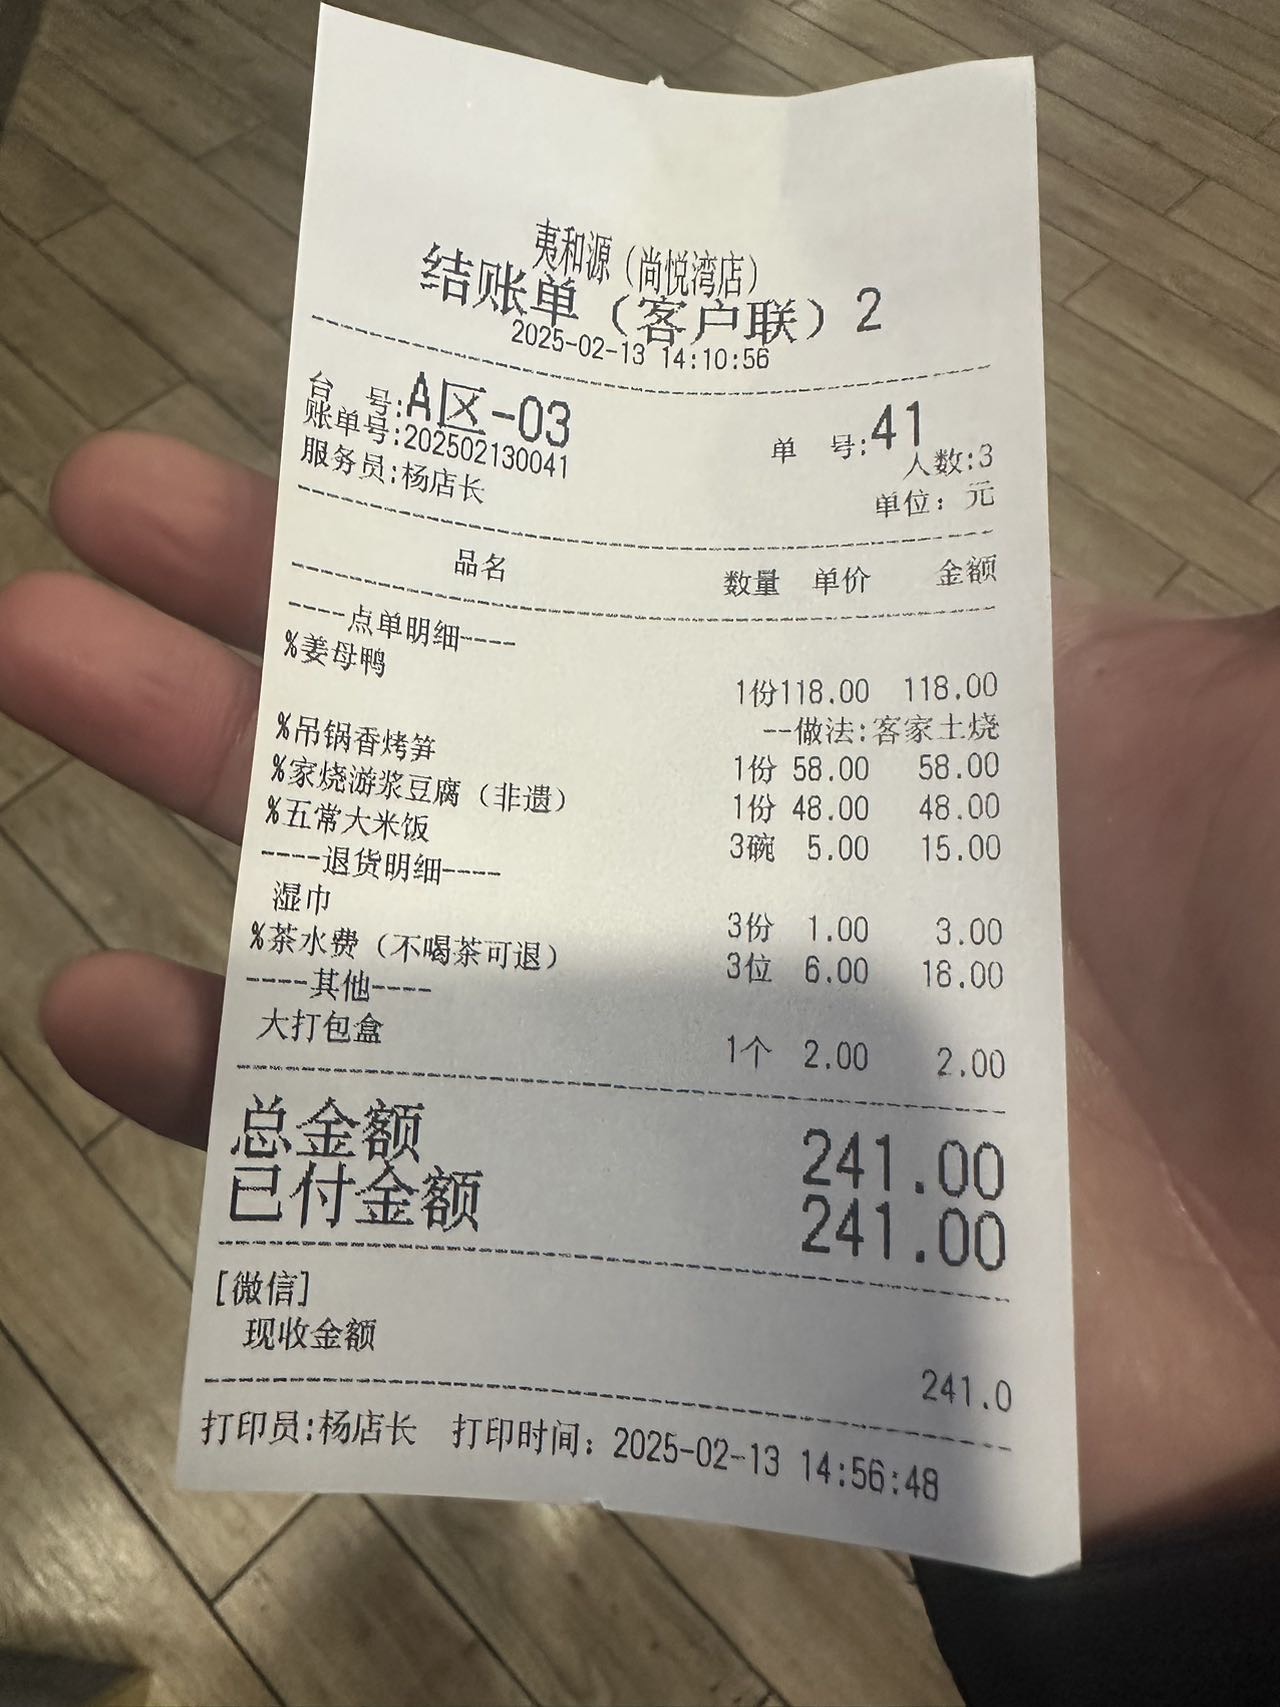 夷和源（尚悦湾店）
结账单（客户联）2
2025-02-13 14:10:56
台 号:A区-03 单 号:41
账单号:202502130041 人数:3
服务员:杨店长 单位：元
品名 数量 单价 金额
----点单明细----
%姜母鸭
1份118.00 118.00
--做法:客家土烧
%吊锅香烤笋 1份 58.00 58.00
%家烧游浆豆腐（非遗） 1份 48.00 48.00
%五常大米饭 3碗 5.00 15.00
----退货明细----
湿巾 3份 1.00 3.00
%茶水费（不喝茶可退） 3位 6.00 18.00
----其他----
大打包盒 1个 2.00 2.00
总金额 241.00
已付金额 241.00
[微信]
现收金额 241.0
打印员:杨店长 打印时间：2025-02-13 14:56:48